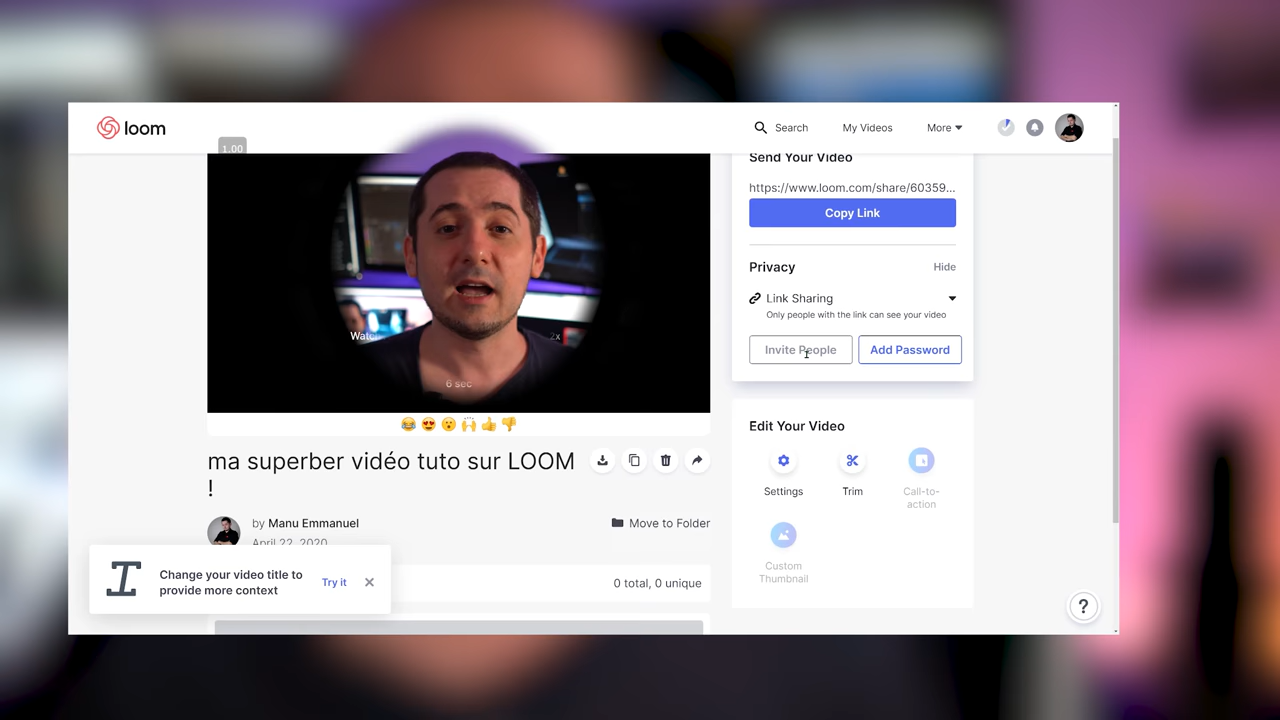 loom
Search
My Videos
More
1.00
Send Your Video
https://www.loom.com/share/60359...
Copy Link
Privacy
Hide
Link Sharing
Only people with the link can see your video
Invite People
Add Password
2x
6 sec
ma superber vidéo tuto sur LOOM
!
by Manu Emmanuel
April 22, 2020
Move to Folder
0 total, 0 unique
Edit Your Video
Settings
Trim
Call-to-
action
Custom
Thumbnail
Change your video title to
provide more context
Try it
?